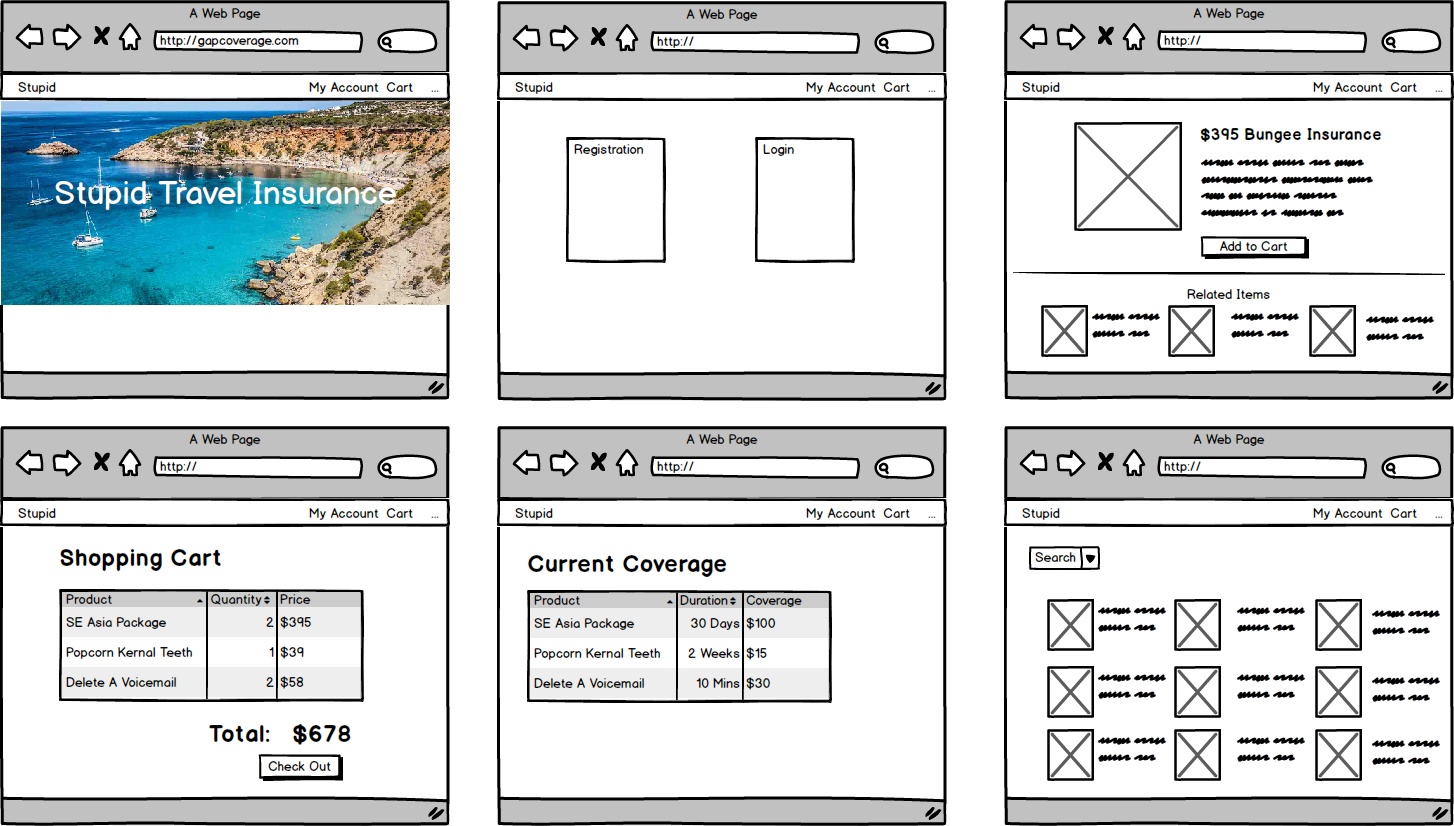 A Web Page
http://gapcoverage.com
Stupid My Account Cart ...
Stupid Travel Insurance
A Web Page
http://
Stupid My Account Cart ...
Registration Login
A Web Page
http://
Stupid My Account Cart ...
$395 Bungee Insurance
Add to Cart
Related Items
A Web Page
http://
Stupid My Account Cart ...
Shopping Cart
Product Quantity Price
SE Asia Package 2 $395
Popcorn Kernal Teeth 1 $39
Delete A Voicemail 2 $58
Total: $678
Check Out
A Web Page
http://
Stupid My Account Cart ...
Current Coverage
Product Duration Coverage
SE Asia Package 30 Days $100
Popcorn Kernal Teeth 2 Weeks $15
Delete A Voicemail 10 Mins $30
A Web Page
http://
Stupid My Account Cart ...
Search